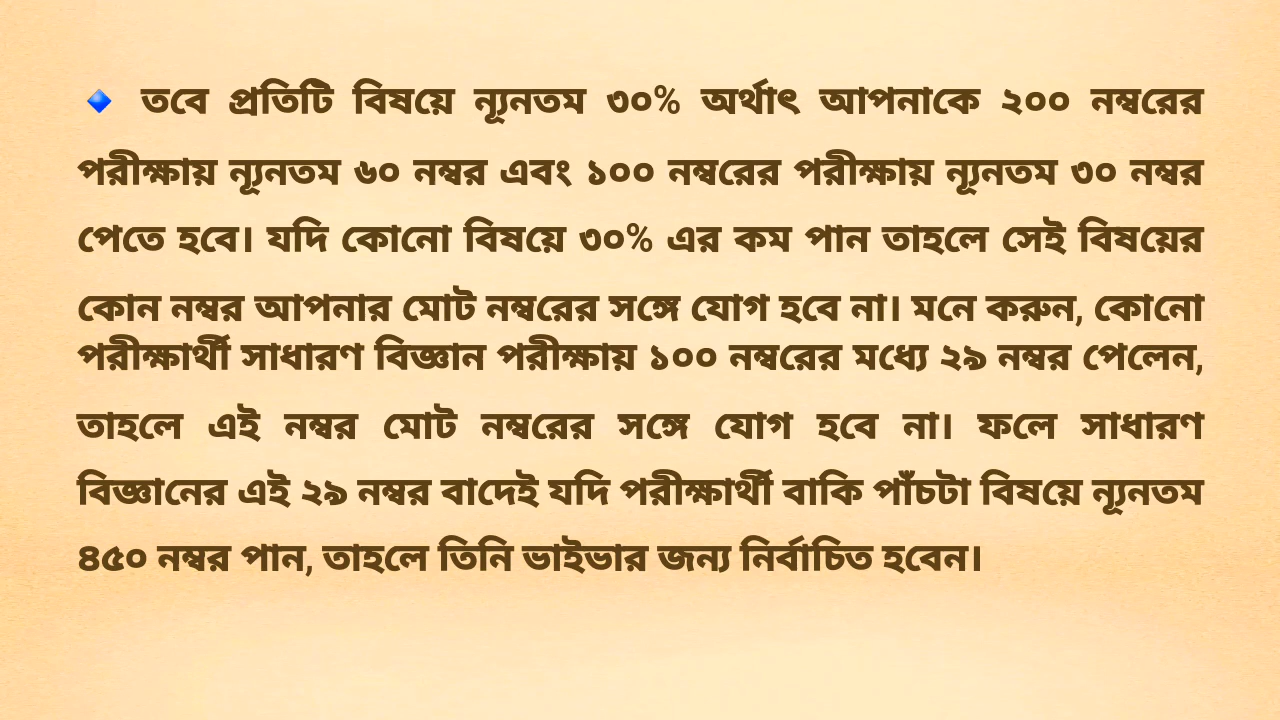 🔹 তবে প্রতিটি বিষয়ে ন্যূনতম ৩০% অর্থাৎ আপনাকে ২০০ নম্বরের
পরীক্ষায় ন্যূনতম ৬০ নম্বর এবং ১০০ নম্বরের পরীক্ষায় ন্যূনতম ৩০ নম্বর
পেতে হবে। যদি কোনো বিষয়ে ৩০% এর কম পান তাহলে সেই বিষয়ের
কোন নম্বর আপনার মোট নম্বরের সঙ্গে যোগ হবে না। মনে করুন, কোনো
পরীক্ষার্থী সাধারণ বিজ্ঞান পরীক্ষায় ১০০ নম্বরের মধ্যে ২৯ নম্বর পেলেন,
তাহলে এই নম্বর মোট নম্বরের সঙ্গে যোগ হবে না। ফলে সাধারণ
বিজ্ঞানের এই ২৯ নম্বর বাদেই যদি পরীক্ষার্থী বাকি পাঁচটা বিষয়ে ন্যূনতম
৪৫০ নম্বর পান, তাহলে তিনি ভাইভার জন্য নির্বাচিত হবেন।